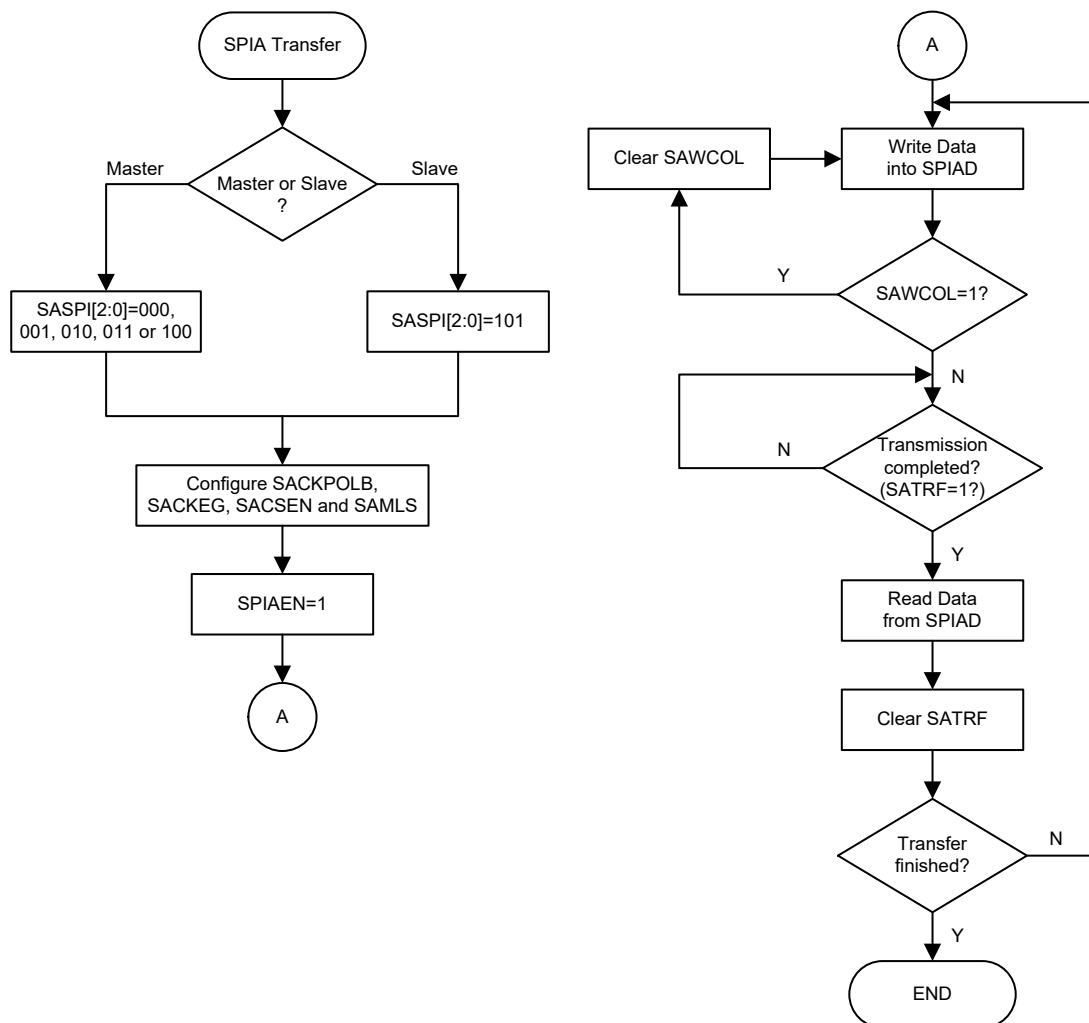 SPIA Transfer
Master
Slave
Master or Slave
?
SASPI[2:0]=000,
001, 010, 011 or 100
SASPI[2:0]=101
Configure SACKPOLB,
SACKEG, SACSEN and SAMLS
SPIAEN=1
A
A
Clear SAWCOL
Write Data
into SPIAD
Y
SAWCOL=1?
N
N
Transmission
completed?
(SATRF=1?)
Y
Read Data
from SPIAD
Clear SATRF
Transfer
finished?
N
Y
END